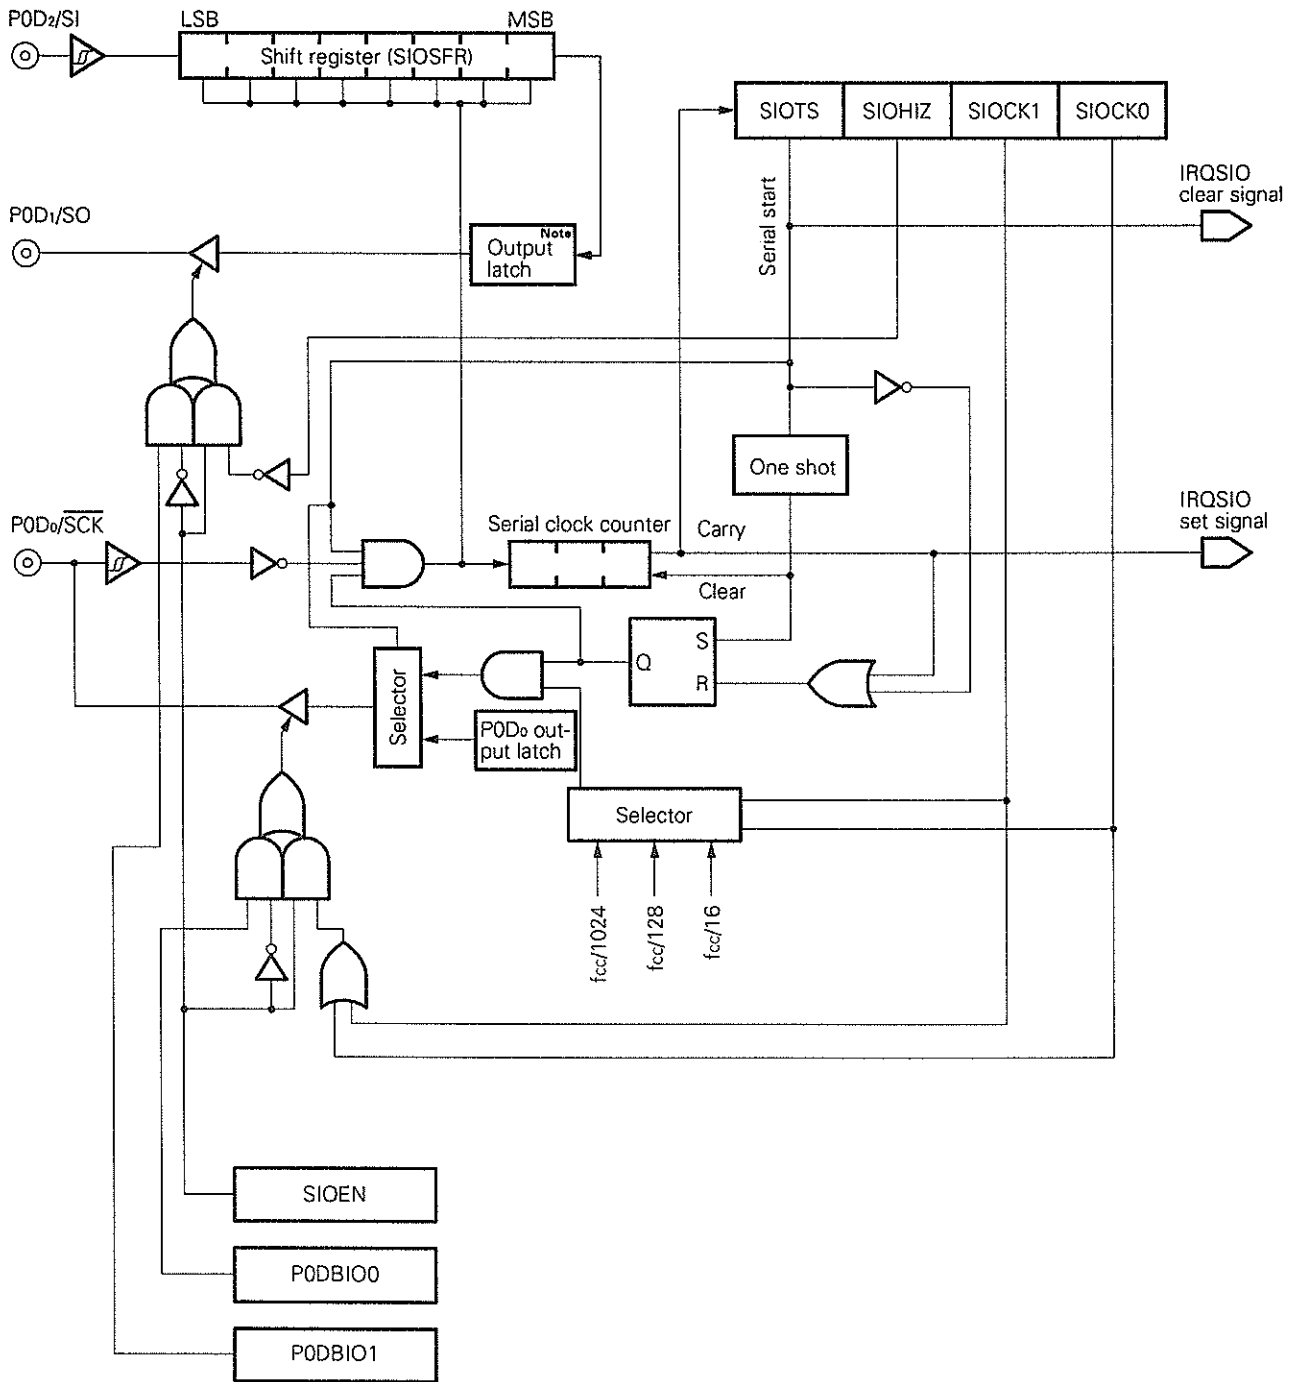 P0D₂/SI
LSB
MSB
Shift register (SIOSFR)
SIOTS
SIOHIZ
SIOCK1
SIOCK0
Serial start
IRQSIO
clear signal
P0D₁/SO
Note
Output
latch
One shot
P0D₀/S̅C̅K̅
Serial clock counter
Carry
IRQSIO
set signal
Clear
S
Q
R
Selector
P0D₀ out-
put latch
Selector
fcc/1024
fcc/128
fcc/16
SIOEN
P0DBIO0
P0DBIO1